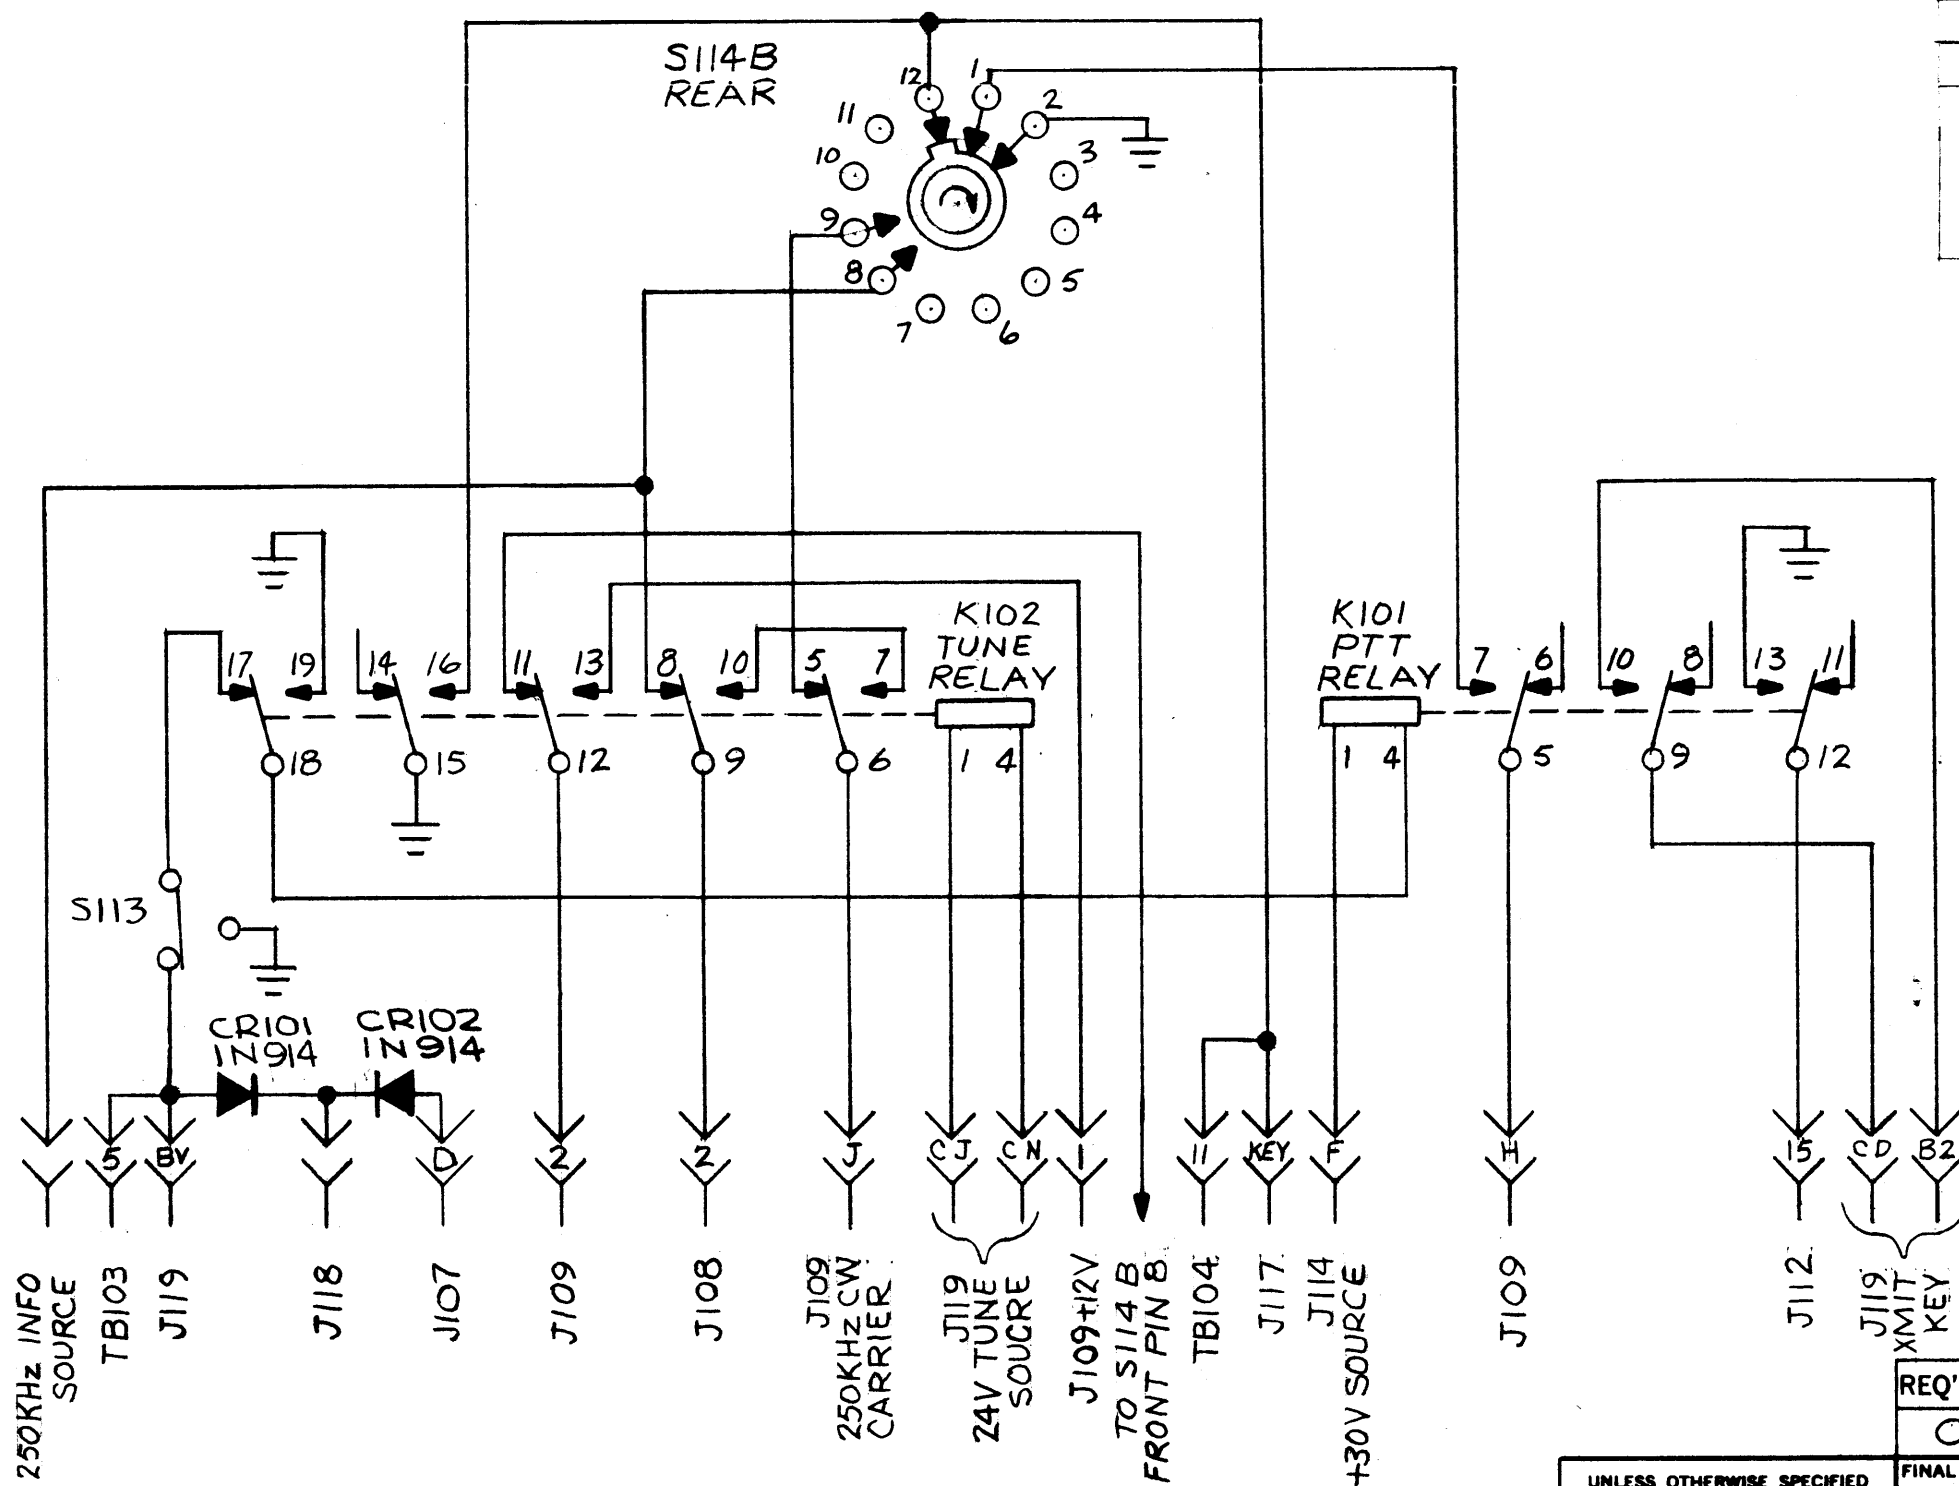 S114B
REAR
12
1
2
11
3
10
4
9
8
5
7
6
K102
TUNE
RELAY
K101
PTT
RELAY
17
19
14
16
11
13
8
10
5
7
7
6
10
8
13
11
18
15
12
9
6
1
4
1
4
5
9
12
S113
CR101
1N914
CR102
1N914
5
BV
D
2
2
J
CJ
CN
1
11
KEY
F
H
15
CD
B2
250KHz INFO
SOURCE
TB103
J119
J118
J107
J109
J108
J109
250KHz CW
CARRIER
J119
24V TUNE
SOUCRE
J109+12V
TO S114 B
FRONT PIN 8
TB104
J117
J114
+30V SOURCE
J109
J112
J119
XMIT
KEY
REQ'
UNLESS OTHERWISE SPECIFIED
FINAL